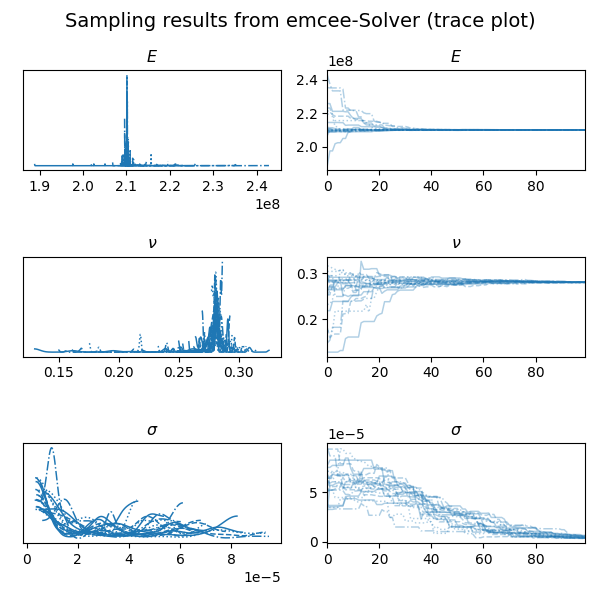 Sampling results from emcee-Solver (trace plot)
E
1.9 2.0 2.1 2.2 2.3 2.4
1e8
E
1e8
2.4
2.2
2.0
0 20 40 60 80
ν
0.15 0.20 0.25 0.30
ν
0.3
0.2
0 20 40 60 80
σ
0 2 4 6 8
1e−5
σ
1e−5
5
0
0 20 40 60 80